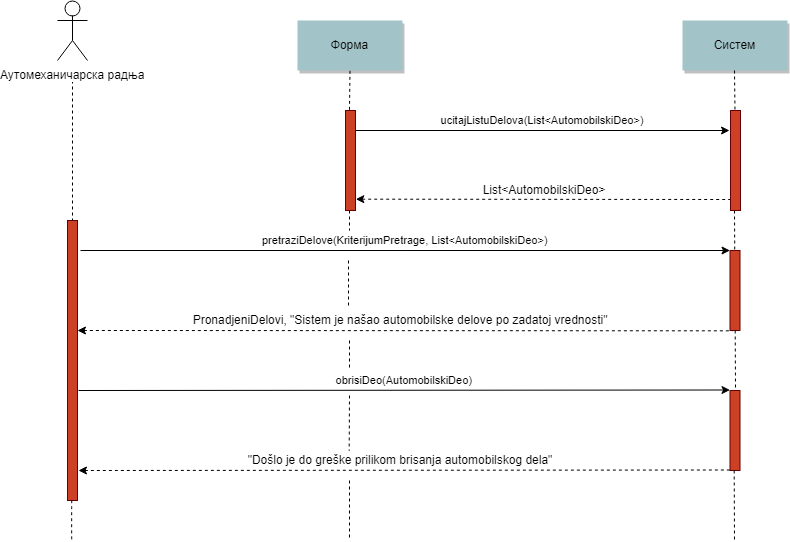 Форма
Систем
Аутомеханичарска радња
ucitajListuDelova(List<AutomobilskiDeo>)
List<AutomobilskiDeo>
pretraziDelove(KriterijumPretrage, List<AutomobilskiDeo>)
PronadjeniDelovi, "Sistem je našao automobilske delove po zadatoj vrednosti"
obrisiDeo(AutomobilskiDeo)
"Došlo je do greške prilikom brisanja automobilskog dela"